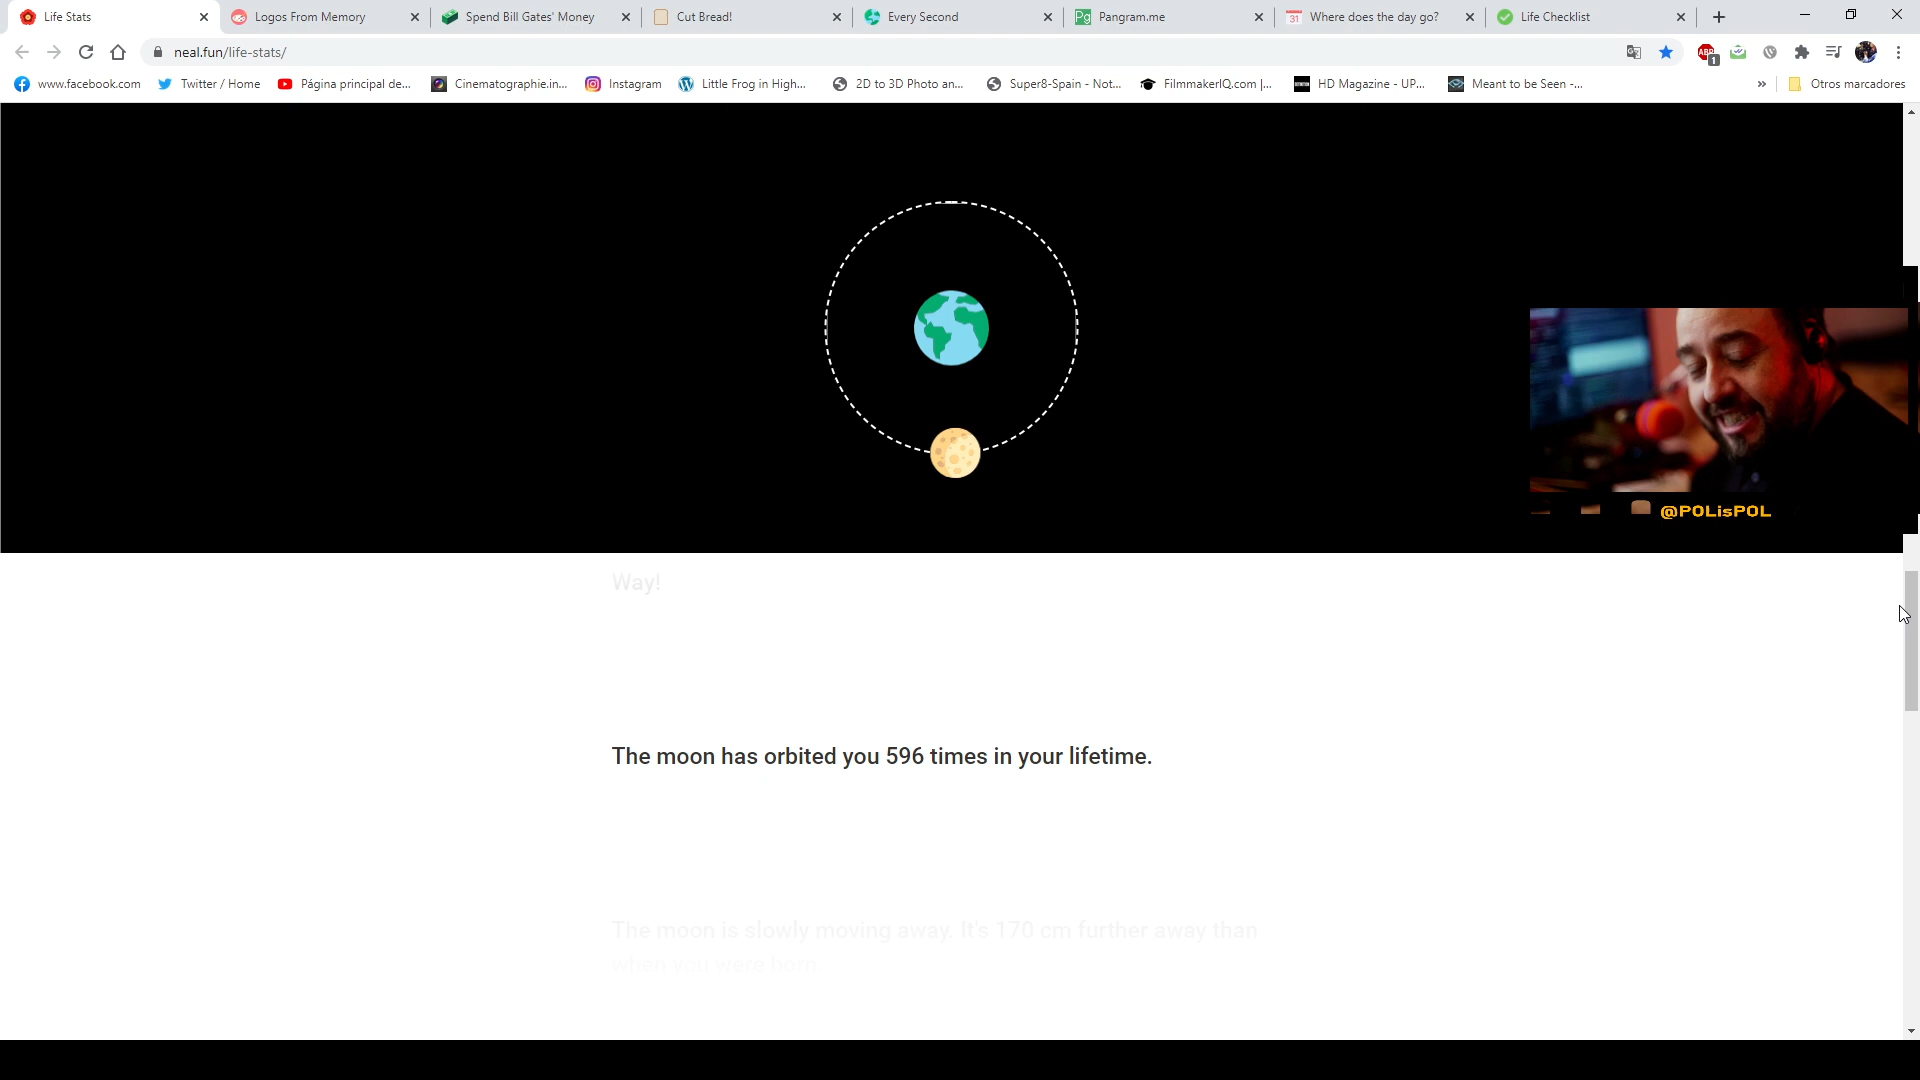 Life Stats
Logos From Memory
Spend Bill Gates' Money
Cut Bread!
Every Second
Pg Pangram.me
31 Where does the day go?
Life Checklist
neal.fun/life-stats/
ABP 1
www.facebook.com
Twitter / Home
Página principal de...
Cinematographie.in...
Instagram
Little Frog in High...
2D to 3D Photo an...
Super8-Spain - Not...
FilmmakerIQ.com |...
HD Magazine - UP...
Meant to be Seen -...
»
Otros marcadores
@POLisPOL
Way!
The moon has orbited you 596 times in your lifetime.
The moon is slowly moving away. It's 170 cm further away than
when you were born.